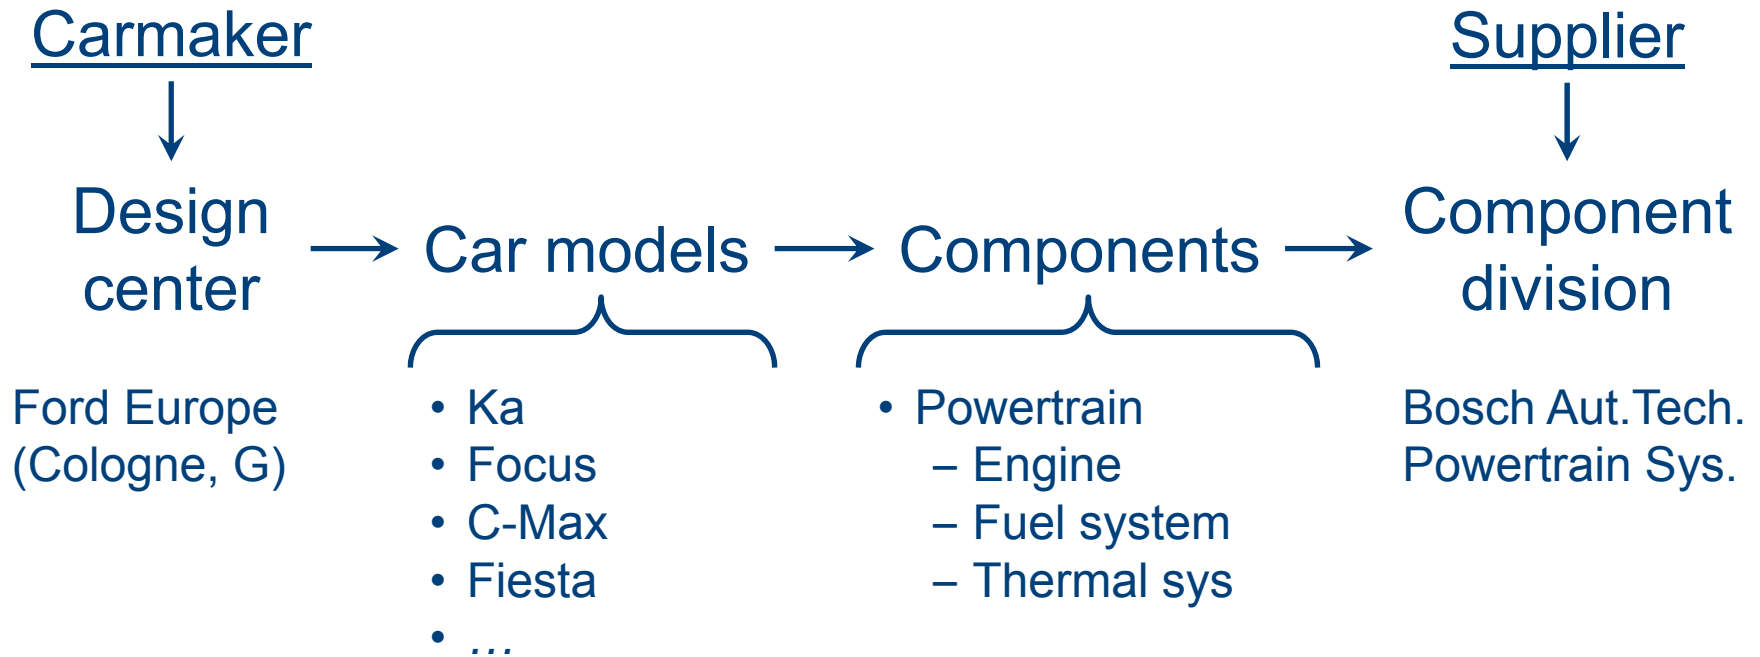 Carmaker
Supplier
Design
center
Car models
Components
Component
division
Ford Europe
(Cologne, G)
• Ka
• Focus
• C-Max
• Fiesta
• ...
• Powertrain
– Engine
– Fuel system
– Thermal sys
Bosch Aut.Tech.
Powertrain Sys.